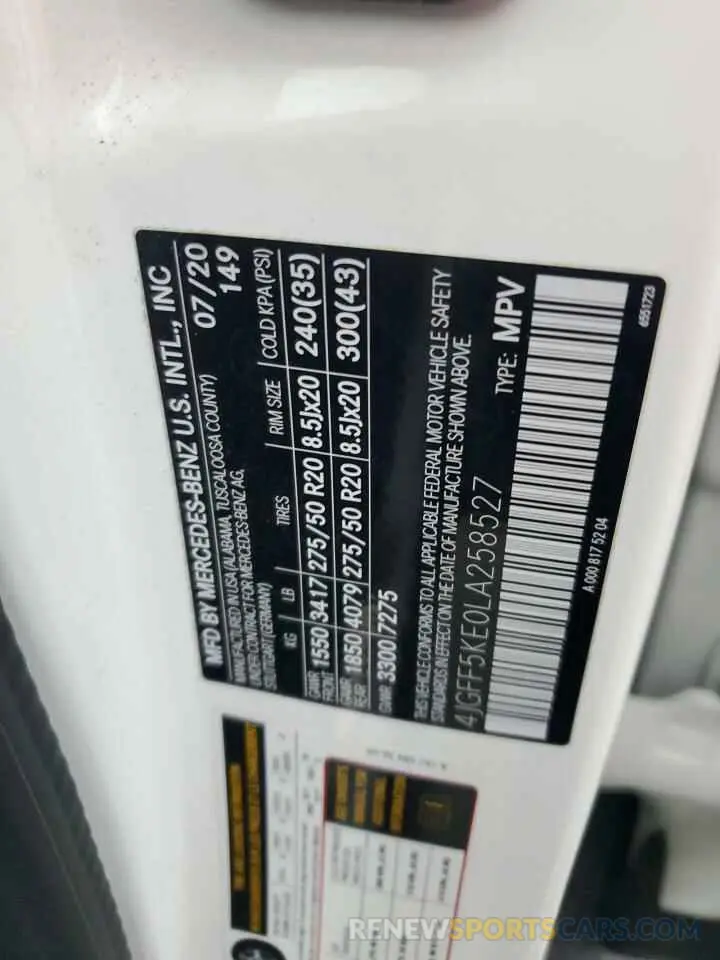 MFD BY MERCEDES-BENZ U.S. INTL., INC
MANUFACTURED IN USA (ALABAMA, TUSCALOOSA COUNTY) 07/20
UNDER CONTRACT FOR MERCEDES-BENZ AG, 149
STUTTGART (GERMANY)
KG LB TIRES RIM SIZE COLD KPA (PSI)
GAWR FRONT 1550 3417 275/50 R20 8.5Jx20 240(35)
GAWR REAR 1850 4079 275/50 R20 8.5Jx20 300(43)
GVWR 3300 7275
THIS VEHICLE CONFORMS TO ALL APPLICABLE FEDERAL MOTOR VEHICLE SAFETY
STANDARDS IN EFFECT ON THE DATE OF MANUFACTURE SHOWN ABOVE.
4JGFF5KE0LA258527 TYPE: MPV
A 000 817 52 04 6551723
RENEWSPORTSCARS.COM